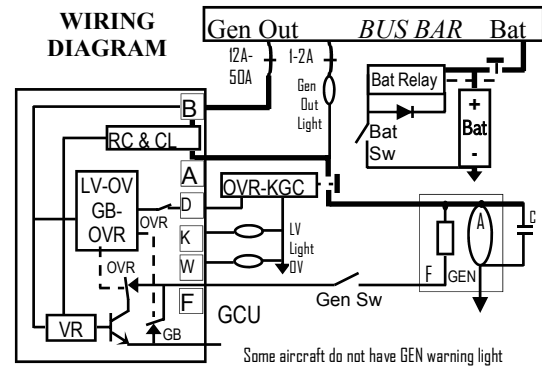 WIRING
DIAGRAM
Gen Out BUS BAR Bat
12A-
50A
1-2A
Gen
Out
Light
Bat Relay
Bat
Sw
+
Bat
-
B
RC & CL
A
LV-OV
GB-
OVR
OVR
D
OVR-KGC
K
LV
Light
OV
W
OVR
F
GCU
Gen Sw
F
GEN
A
C
VR
GB
Some aircraft do not have GEN warning light